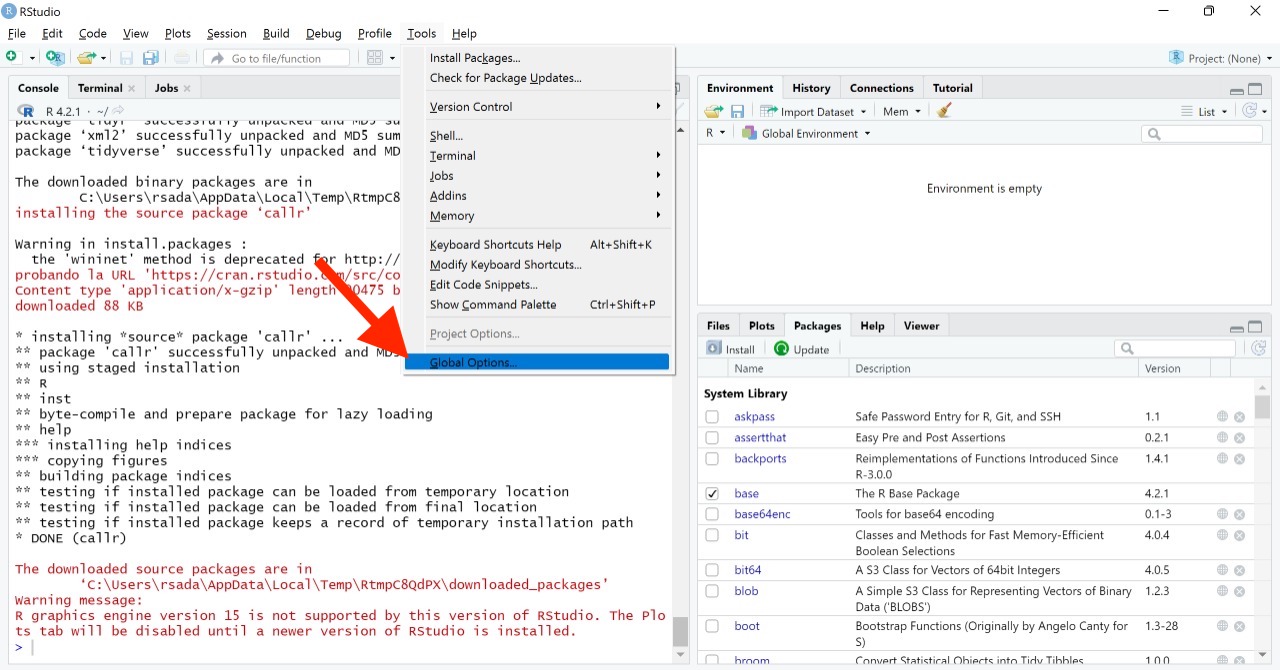 RStudio
File Edit Code View Plots Session Build Debug Profile Tools Help
Go to file/function
Project: (None)
Console Terminal Jobs
R 4.2.1 · ~/
package 'tidyr' successfully unpacked and MD5 su
package ‘xml2’ successfully unpacked and MD5 sum
package ‘tidyverse’ successfully unpacked and MD
The downloaded binary packages are in
C:\Users\rsada\AppData\Local\Temp\RtmpC8
installing the source package ‘callr’
Warning in install.packages :
the 'wininet' method is deprecated for http://
probando la URL 'https://cran.rstudio. m/src/co
Content type 'application/x-gzip' length 0475 b
downloaded 88 KB
* installing *source* package 'callr' ...
** package 'callr' successfully unpacked and MD5
** using staged installation
** R
** inst
** byte-compile and prepare package for lazy loading
** help
*** installing help indices
*** copying figures
** building package indices
** testing if installed package can be loaded from temporary location
** testing if installed package can be loaded from final location
** testing if installed package keeps a record of temporary installation path
* DONE (callr)
The downloaded source packages are in
‘C:\Users\rsada\AppData\Local\Temp\RtmpC8QdPX\downloaded_packages’
Warning message:
R graphics engine version 15 is not supported by this version of RStudio. The Plo
ts tab will be disabled until a newer version of RStudio is installed.
>
Install Packages...
Check for Package Updates...
Version Control
Shell...
Terminal
Jobs
Addins
Memory
Keyboard Shortcuts Help Alt+Shift+K
Modify Keyboard Shortcuts...
Edit Code Snippets...
Show Command Palette Ctrl+Shift+P
Project Options...
Global Options...
Environment History Connections Tutorial
Import Dataset Mem List
R Global Environment
Environment is empty
Files Plots Packages Help Viewer
Install Update
Name Description Version
System Library
askpass Safe Password Entry for R, Git, and SSH 1.1
assertthat Easy Pre and Post Assertions 0.2.1
backports Reimplementations of Functions Introduced Since 1.4.1
R-3.0.0
base The R Base Package 4.2.1
base64enc Tools for base64 encoding 0.1-3
bit Classes and Methods for Fast Memory-Efficient 4.0.4
Boolean Selections
bit64 A S3 Class for Vectors of 64bit Integers 4.0.5
blob A Simple S3 Class for Representing Vectors of Binary 1.2.3
Data ('BLOBS')
boot Bootstrap Functions (Originally by Angelo Canty for 1.3-28
S)
broom Convert Statistical Objects into Tidy Tibbles 1.0.0